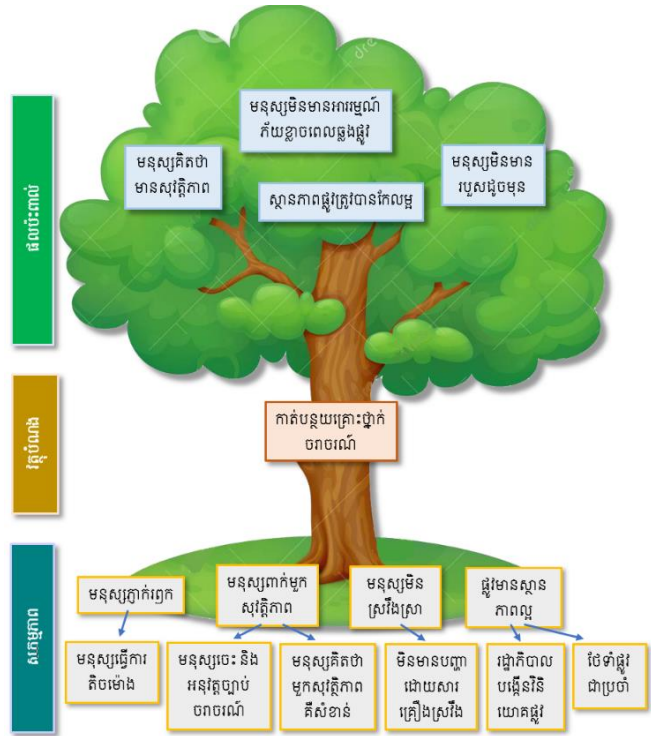 ផលប៉ះពាល់
មនុស្សមិនមានអារម្មណ៍
ភ័យខ្លាចពេលឆ្លងផ្លូវ
មនុស្សគិតថា
មានសុវត្តិភាព
ស្ថានភាពផ្លូវត្រូវបានកែលម្អ
មនុស្សមិនមាន
របួសដូចមុន
វត្ថុបំណង
កាត់បន្ថយគ្រោះថ្នាក់
ចរាចរណ៍
សកម្មភាព
មនុស្សភ្ញាក់រឭក
មនុស្សពាក់មួក
សុវត្តិភាព
មនុស្សមិន
ស្រវឹងស្រា
ផ្លូវមានស្ថាន
ភាពល្អ
មនុស្សធ្វើការ
តិចម៉ោង
មនុស្សចេះ និង
អនុវត្តច្បាប់
ចរាចរណ៍
មនុស្សគិតថា
មួកសុវត្ថិភាព
គឺសំខាន់
មិនមានបញ្ហា
ដោយសារ
គ្រឿងស្រវឹង
រដ្ឋាភិបាល
បង្កើនវិនិ
យោគផ្លូវ
ថែទាំផ្លូវ
ជាប្រចាំ